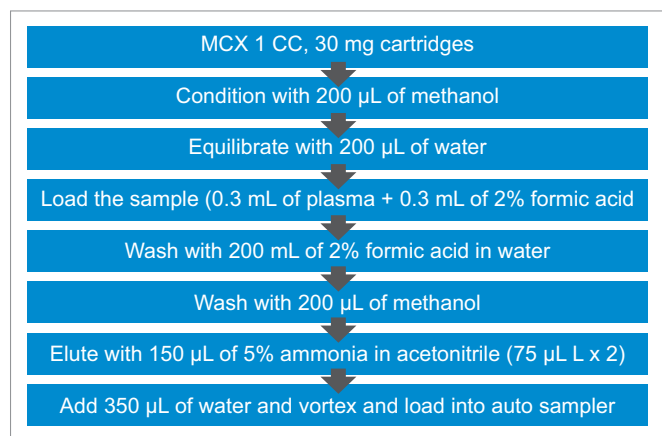 MCX 1 CC, 30 mg cartridges
Condition with 200 µL of methanol
Equilibrate with 200 µL of water
Load the sample (0.3 mL of plasma + 0.3 mL of 2% formic acid
Wash with 200 mL of 2% formic acid in water
Wash with 200 µL of methanol
Elute with 150 µL of 5% ammonia in acetonitrile (75 µL L x 2)
Add 350 µL of water and vortex and load into auto sampler